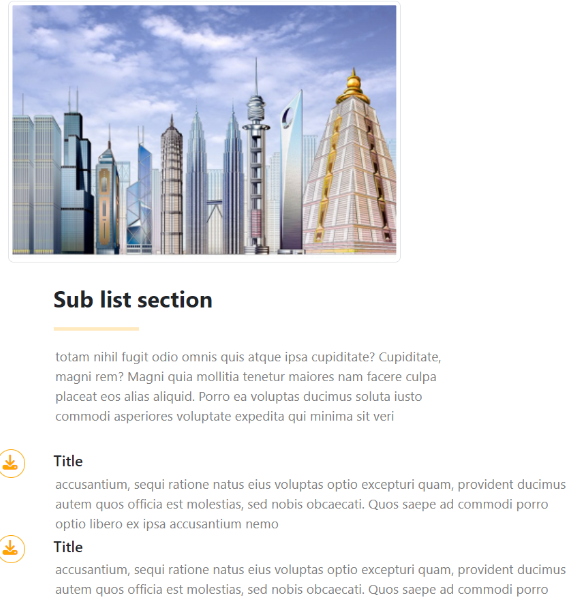 Sub list section
totam nihil fugit odio omnis quis atque ipsa cupiditate? Cupiditate,
magni rem? Magni quia mollitia tenetur maiores nam facere culpa
placeat eos alias aliquid. Porro ea voluptas ducimus soluta iusto
commodi asperiores voluptate expedita qui minima sit veri
Title
accusantium, sequi ratione natus eius voluptas optio excepturi quam, provident ducimus
autem quos officia est molestias, sed nobis obcaecati. Quos saepe ad commodi porro
optio libero ex ipsa accusantium nemo
Title
accusantium, sequi ratione natus eius voluptas optio excepturi quam, provident ducimus
autem quos officia est molestias, sed nobis obcaecati. Quos saepe ad commodi porro